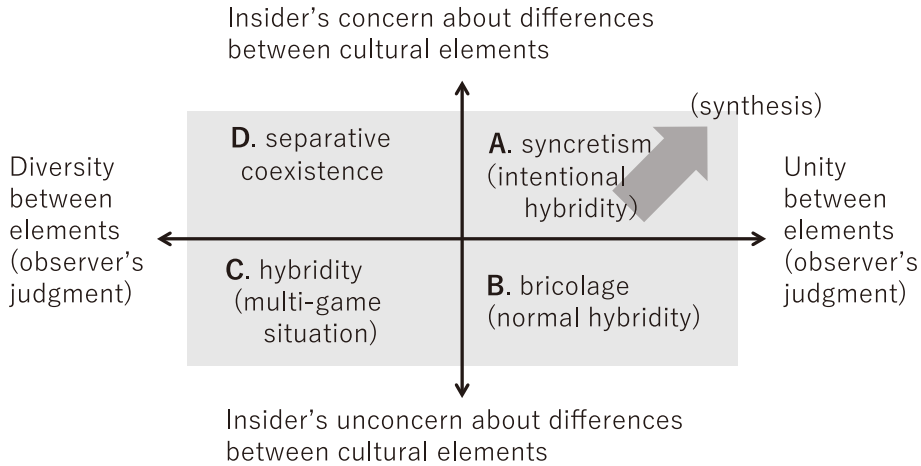 Insider’s concern about differences
between cultural elements
(synthesis)
D. separative
coexistence
A. syncretism
(intentional
hybridity)
Diversity
between
elements
(observer’s
judgment)
Unity
between
elements
(observer’s
judgment)
C. hybridity
(multi-game
situation)
B. bricolage
(normal hybridity)
Insider’s unconcern about differences
between cultural elements